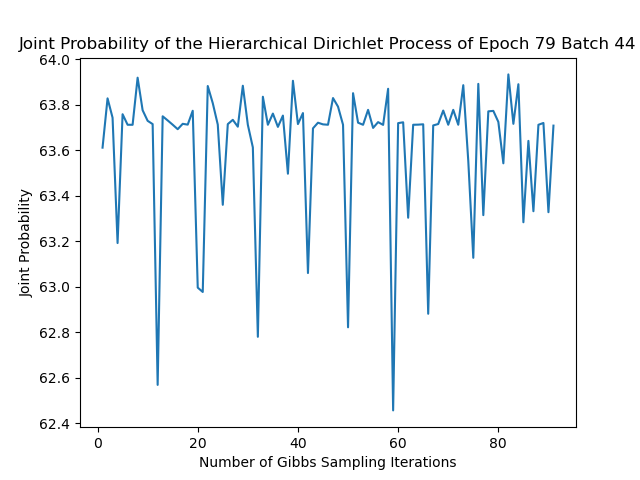 Joint Probability of the Hierarchical Dirichlet Process of Epoch 79 Batch 44
64.0
63.8
63.6
63.4
63.2
63.0
62.8
62.6
62.4
Joint Probability
0 20 40 60 80
Number of Gibbs Sampling Iterations